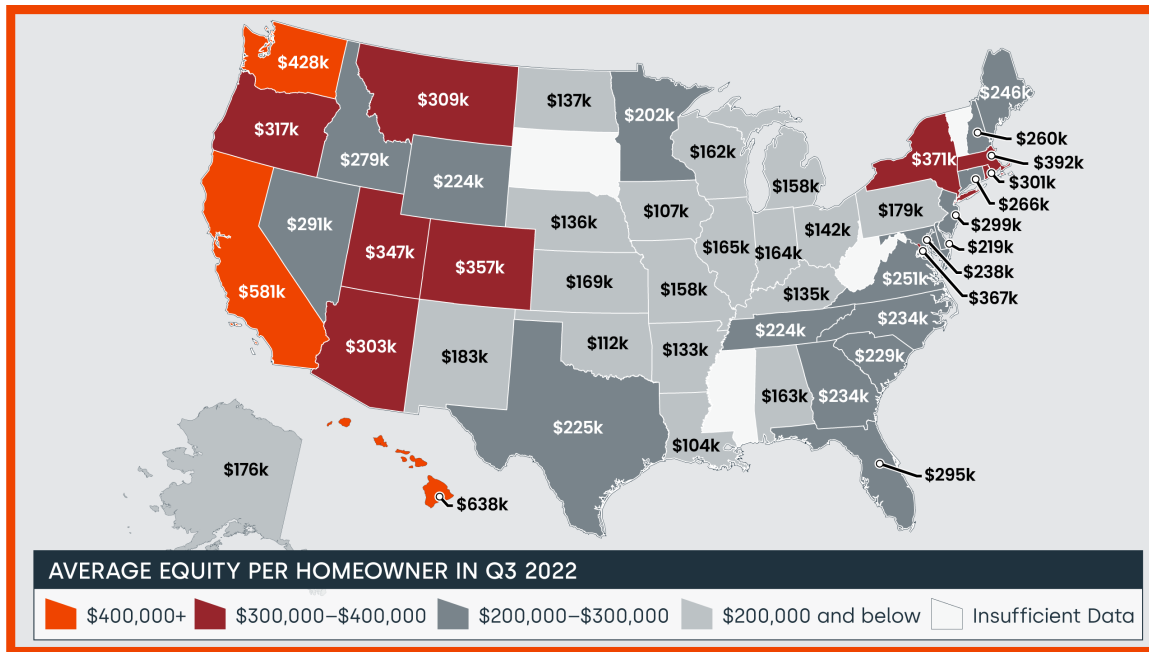 $428k
$309k
$137k
$202k
$246k
$317k
$162k
$260k
$371k
$392k
$279k
$224k
$158k
$301k
$266k
$291k
$136k
$107k
$179k
$299k
$347k
$357k
$165k
$164k
$142k
$219k
$238k
$581k
$169k
$158k
$135k
$251k
$367k
$303k
$183k
$112k
$133k
$224k
$234k
$229k
$163k
$234k
$225k
$104k
$176k
$638k
$295k
AVERAGE EQUITY PER HOMEOWNER IN Q3 2022
$400,000+ $300,000–$400,000 $200,000–$300,000 $200,000 and below Insufficient Data